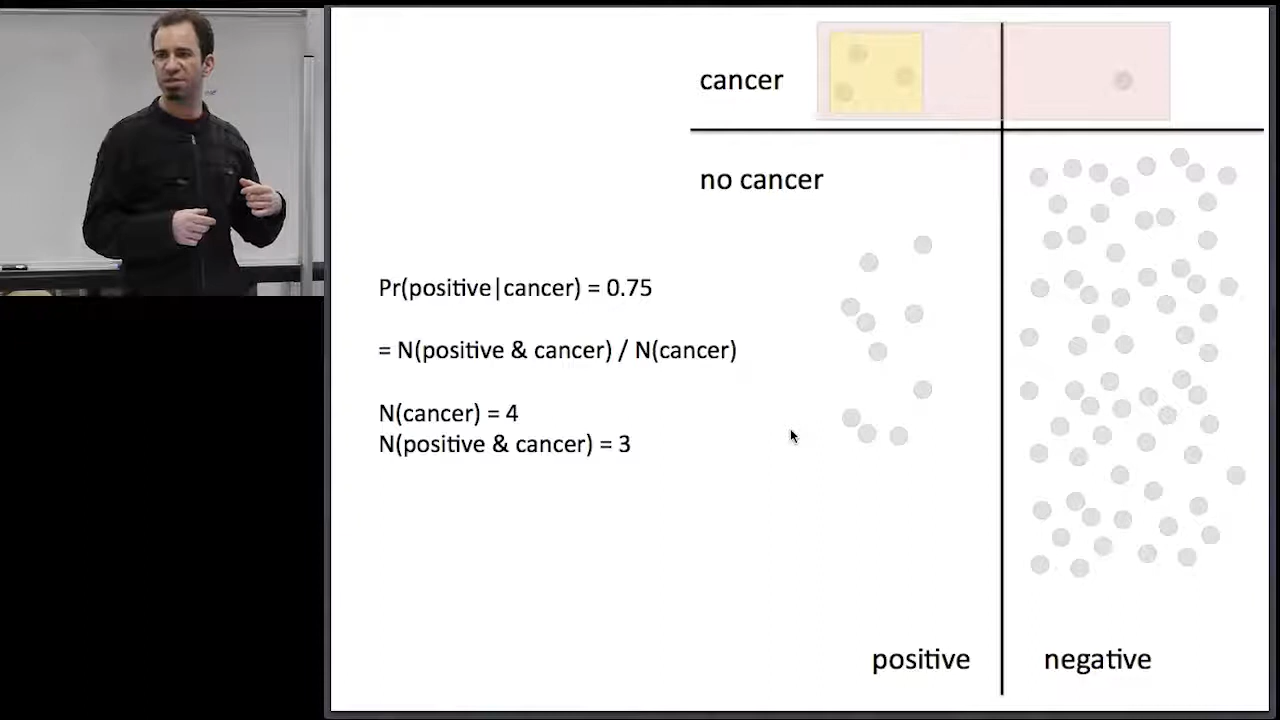 cancer
no cancer
Pr(positive|cancer) = 0.75
= N(positive & cancer) / N(cancer)
N(cancer) = 4
N(positive & cancer) = 3
positive negative